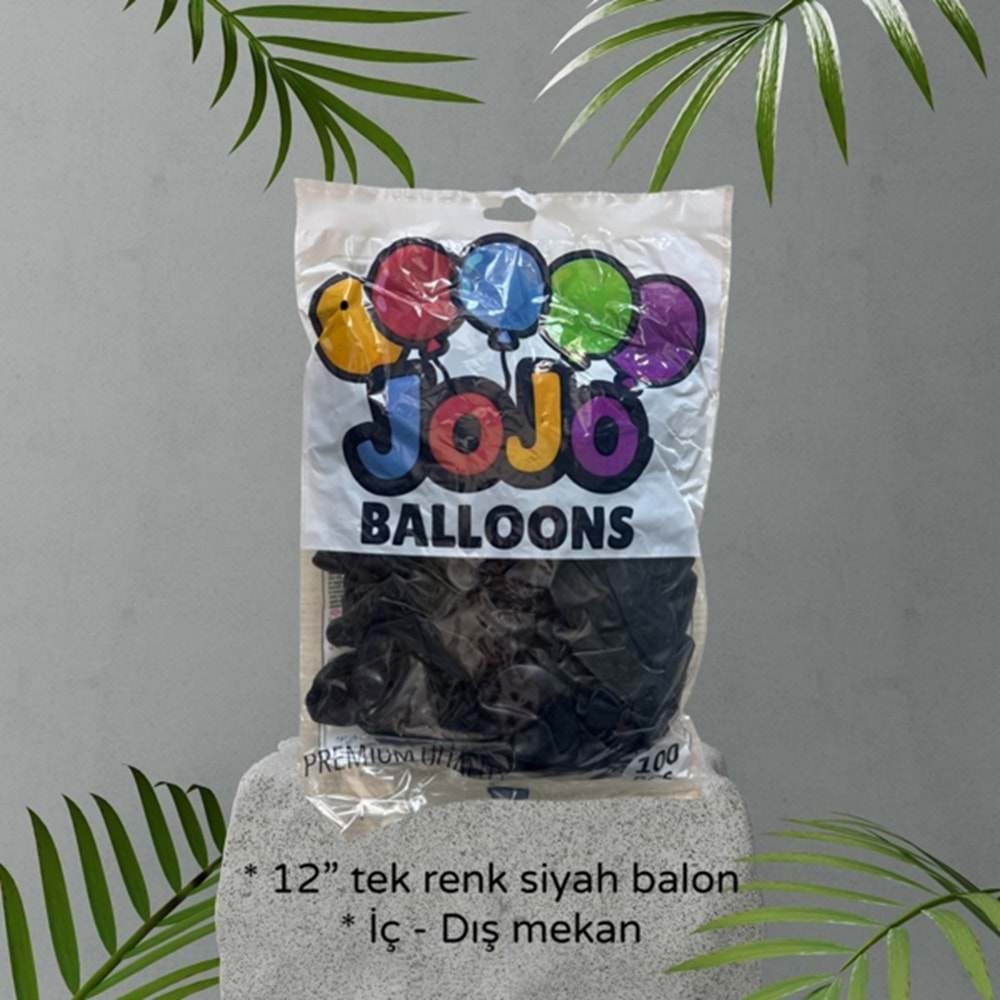 JoJo
BALLOONS
PREMIUM
100
* 12” tek renk siyah balon
* İç - Dış mekan